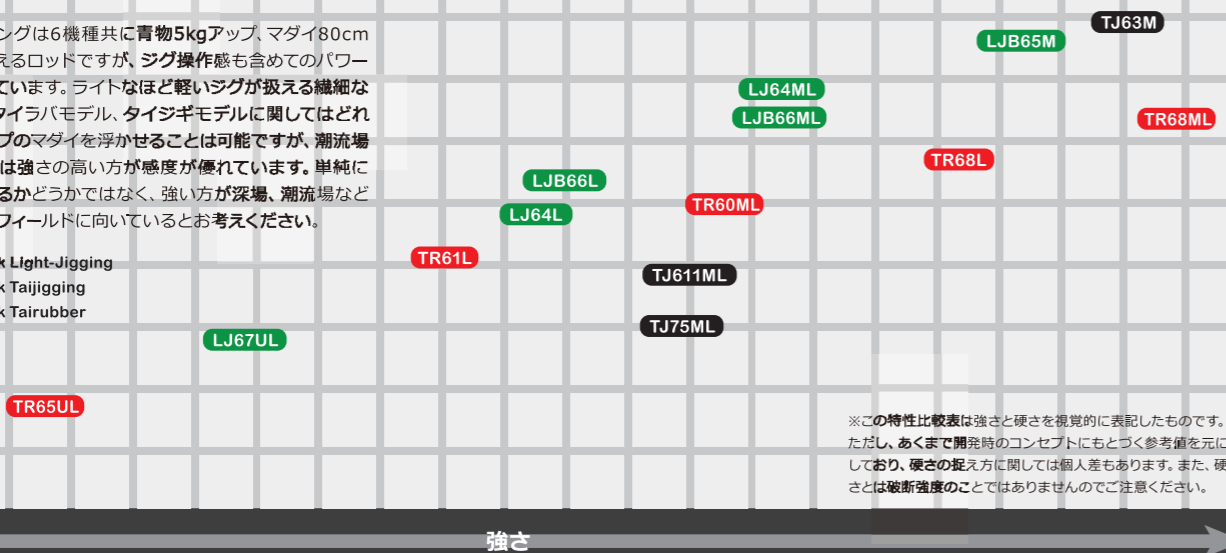 ングは6機種共に青物5kgアップ、マダイ80cm
えるロッドですが、ジグ操作感も含めてのパワー
ています。ライトなほど軽いジグが扱える繊細な
タイラバモデル、タイジギモデルに関してはどれ
プのマダイを浮かせることは可能ですが、潮流場
は強さの高い方が感度が優れています。単純に
るかどうかではなく、強い方が深場、潮流場など
フィールドに向いているとお考えください。
k Light-Jigging
k Taijigging
k Tairubber
TJ63M
LJB65M
LJ64ML
LJB66ML
TR68ML
TR68L
LJB66L
TR60ML
LJ64L
TR61L
TJ611ML
TJ75ML
LJ67UL
TR65UL
※この特性比較表は強さと硬さを視覚的に表記したものです。
ただし、あくまで開発時のコンセプトにもとづく参考値を元に
しており、硬さの捉え方に関しては個人差もあります。また、硬
さとは破断強度のことではありませんのでご注意ください。
強さ